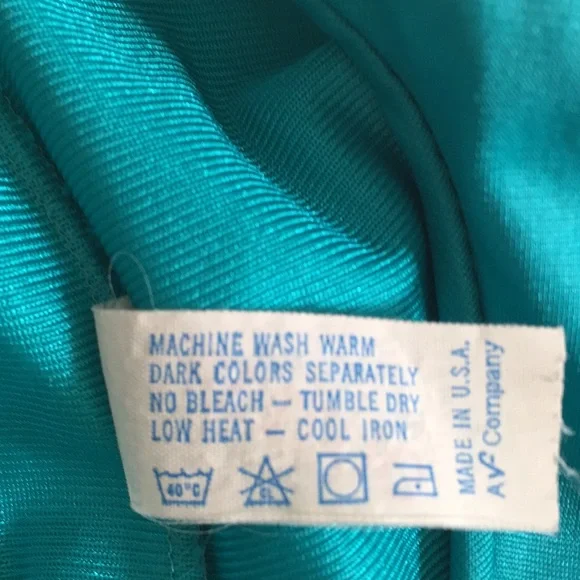 MACHINE WASH WARM
DARK COLORS SEPARATELY
NO BLEACH — TUMBLE DRY
LOW HEAT — COOL IRON
40°C
CL
MADE IN U.S.A.
A VF Company